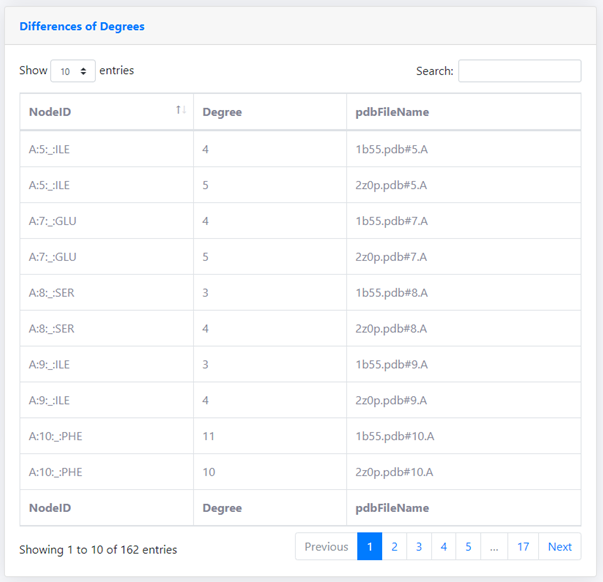 Differences of Degrees
Show 10 entries Search:
NodeID Degree pdbFileName
A:5:_:ILE 4 1b55.pdb#5.A
A:5:_:ILE 5 2z0p.pdb#5.A
A:7:_:GLU 4 1b55.pdb#7.A
A:7:_:GLU 5 2z0p.pdb#7.A
A:8:_:SER 3 1b55.pdb#8.A
A:8:_:SER 4 2z0p.pdb#8.A
A:9:_:ILE 3 1b55.pdb#9.A
A:9:_:ILE 4 2z0p.pdb#9.A
A:10:_:PHE 11 1b55.pdb#10.A
A:10:_:PHE 10 2z0p.pdb#10.A
NodeID Degree pdbFileName
Showing 1 to 10 of 162 entries Previous 1 2 3 4 5 ... 17 Next